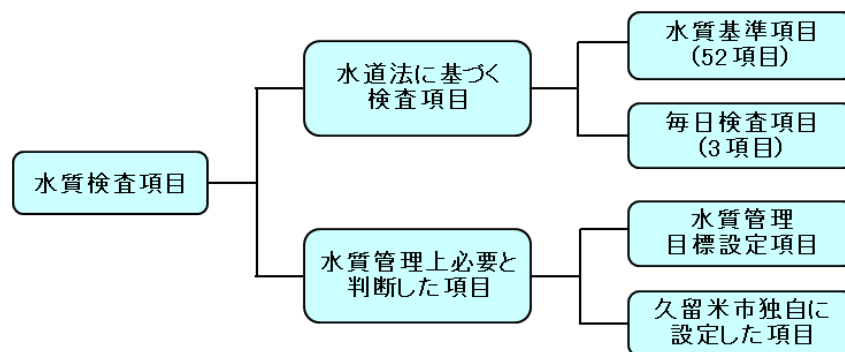 水質検査項目
水道法に基づく
検査項目
水質基準項目
(52項目)
毎日検査項目
(3項目)
水質管理上必要と
判断した項目
水質管理
目標設定項目
久留米市独自に
設定した項目